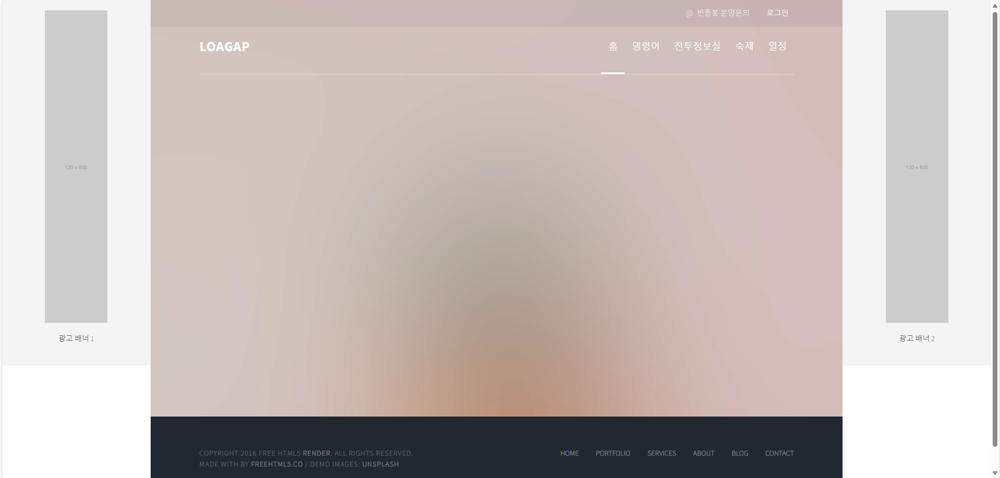 @ 빈틈봇 분양문의 로그인
LOAGAP 홈 명령어 전투정보실 숙제 일정
120 x 600
광고 배너 1
120 x 600
광고 배너 2
COPYRIGHT 2016 FREE HTML5 RENDER. ALL RIGHTS RESERVED.
MADE WITH BY FREEHTML5.CO / DEMO IMAGES: UNSPLASH
HOME PORTFOLIO SERVICES ABOUT BLOG CONTACT